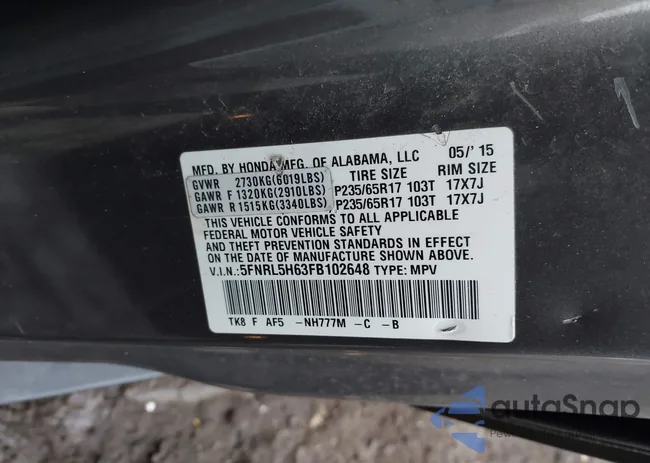 MFD. BY HONDA MFG. OF ALABAMA, LLC 05/'15
TIRE SIZE RIM SIZE
GVWR 2730KG(6019LBS)
GAWR F 1320KG(2910LBS) P235/65R17 103T 17X7J
GAWR R 1515KG(3340LBS) P235/65R17 103T 17X7J
THIS VEHICLE CONFORMS TO ALL APPLICABLE
FEDERAL MOTOR VEHICLE SAFETY
AND THEFT PREVENTION STANDARDS IN EFFECT
ON THE DATE OF MANUFACTURE SHOWN ABOVE.
V.I.N.:5FNRL5H63FB102648 TYPE: MPV
TK8 F AF5 -NH777M -C -B
autoSnap